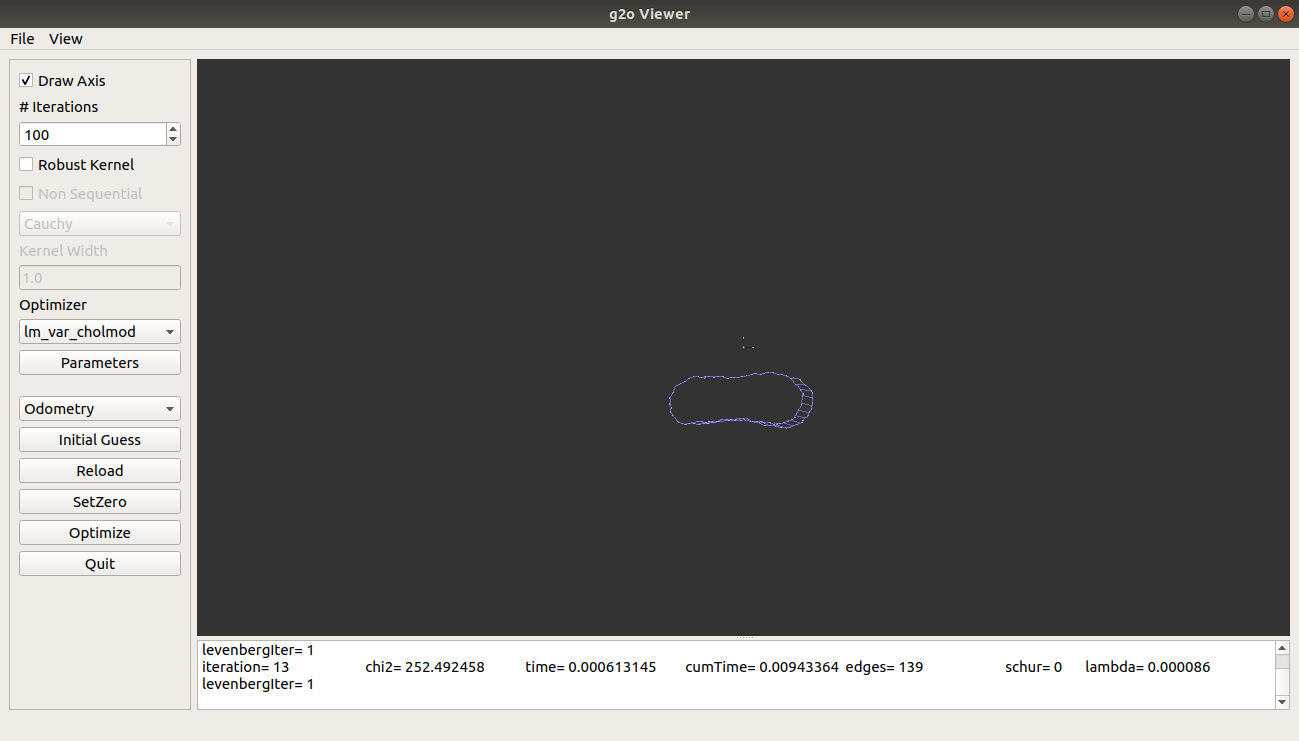 g2o Viewer
File View
Draw Axis
# Iterations
100
Robust Kernel
Non Sequential
Cauchy
Kernel Width
1.0
Optimizer
lm_var_cholmod
Parameters
Odometry
Initial Guess
Reload
SetZero
Optimize
Quit
levenbergIter= 1
iteration= 13 chi2= 252.492458 time= 0.000613145 cumTime= 0.00943364 edges= 139 schur= 0 lambda= 0.000086
levenbergIter= 1